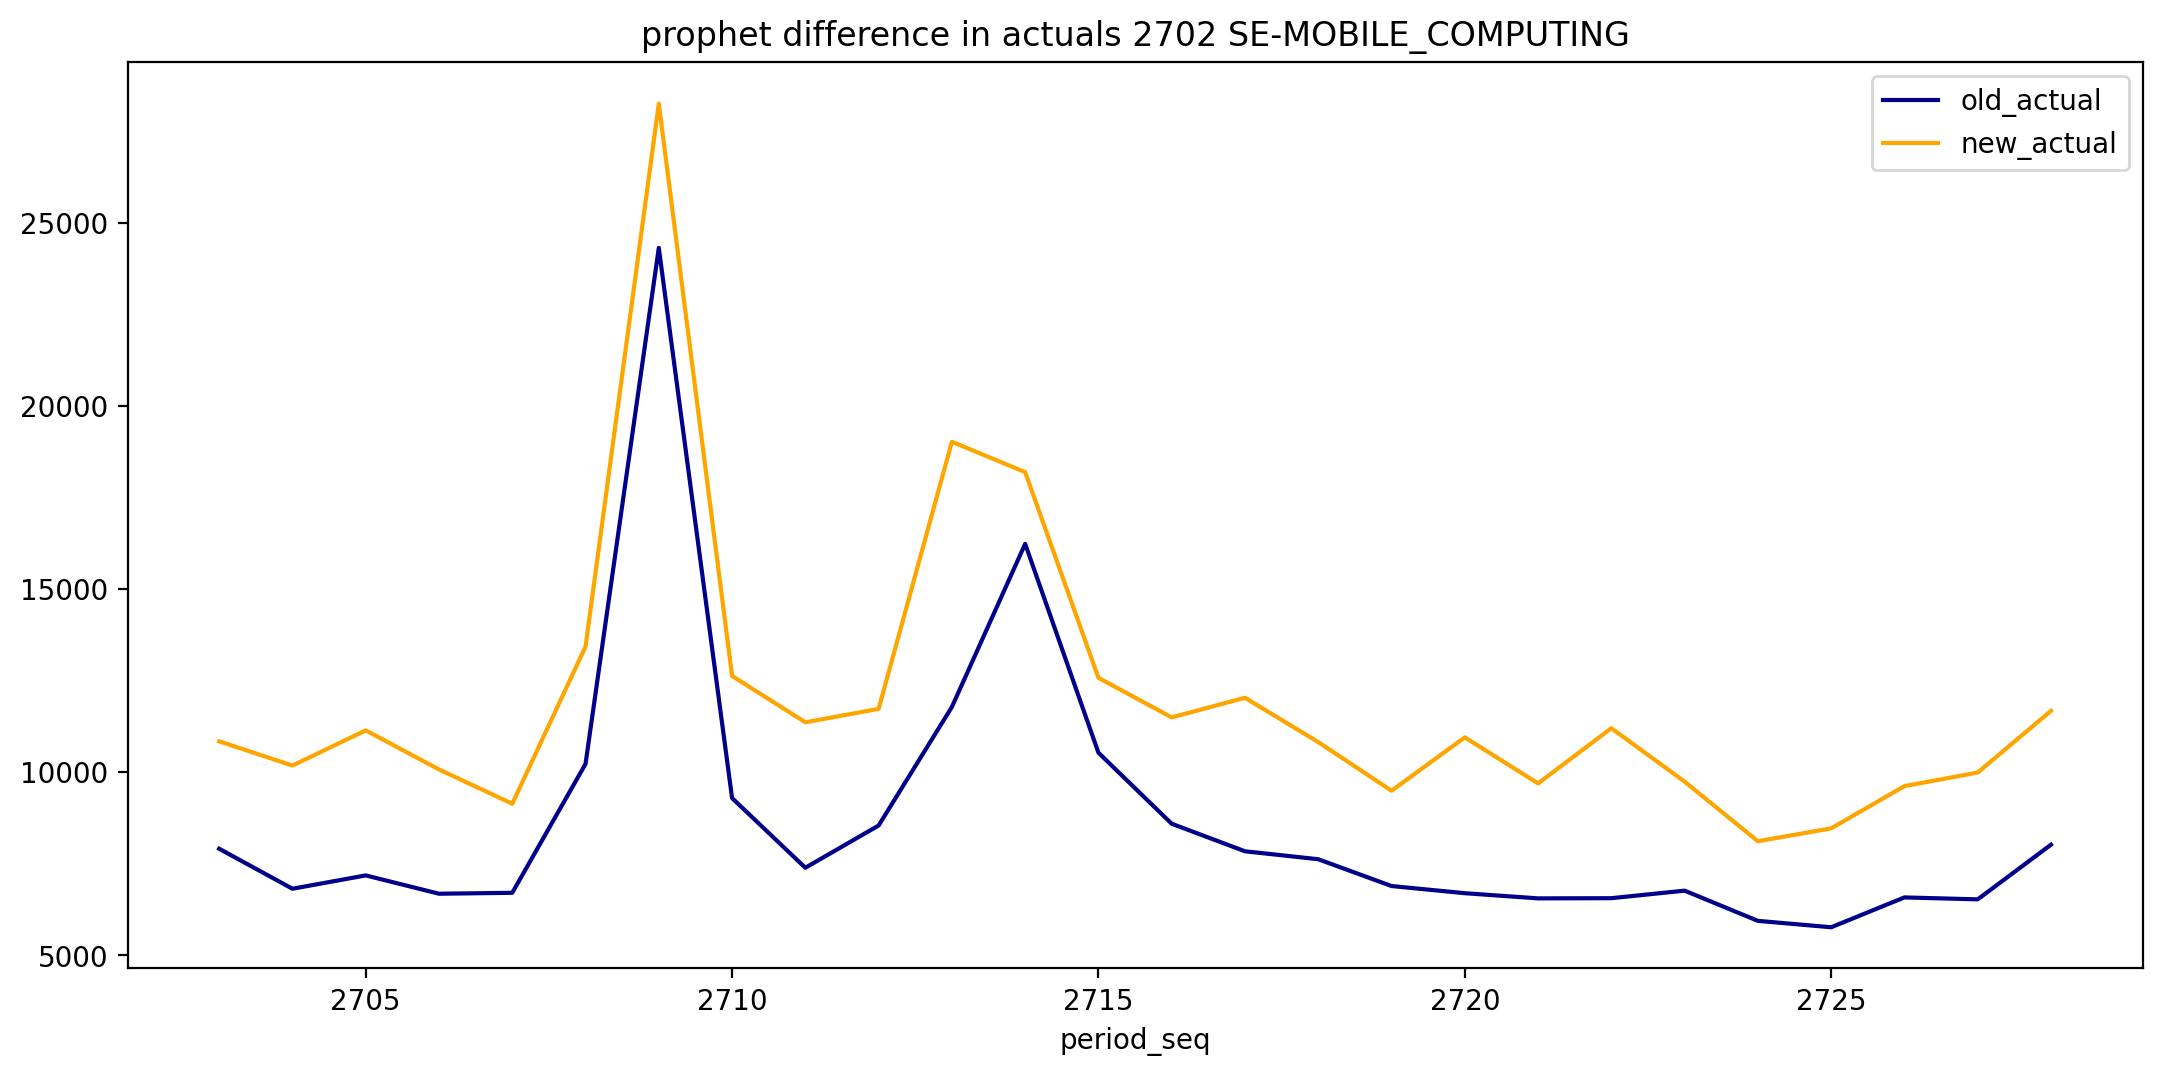 prophet difference in actuals 2702 SE-MOBILE_COMPUTING
old_actual
new_actual
25000
20000
15000
10000
5000
2705 2710 2715 2720 2725
period_seq